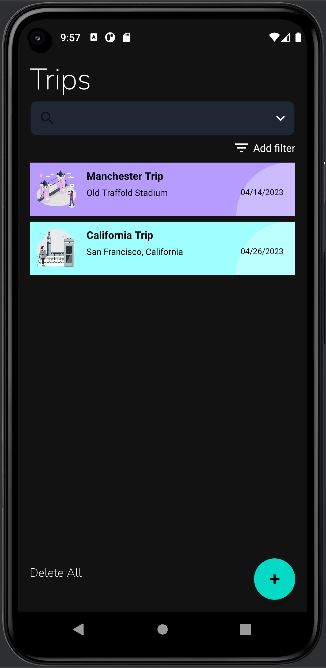 9:57
Trips
Add filter
Manchester Trip
Old Traffold Stadium
04/14/2023
California Trip
San Francisco, California
04/26/2023
Delete All
+